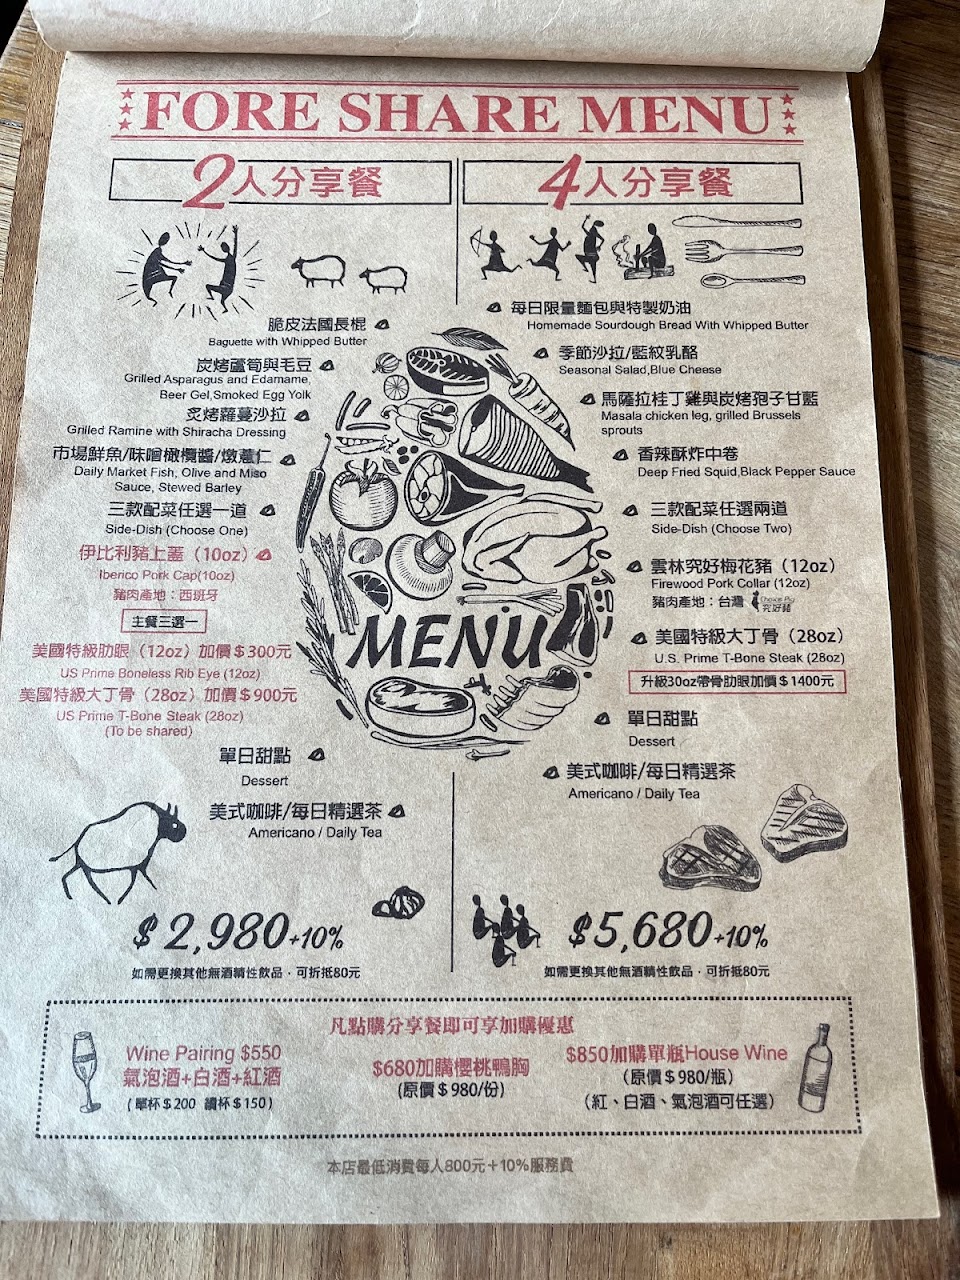 FORE SHARE MENU
2人分享餐
脆皮法國長棍
Baguette with Whipped Butter
炭烤蘆筍與毛豆
Grilled Asparagus and Edamame,
Beer Gel,Smoked Egg Yolk
炙烤蘿蔓沙拉
Grilled Ramine with Shiracha Dressing
市場鮮魚/味噌橄欖醬/燉薏仁
Daily Market Fish, Olive and Miso
Sauce, Stewed Barley
三款配菜任選一道
Side-Dish (Choose One)
伊比利豬上蓋（10oz）
Iberico Pork Cap(10oz)
豬肉產地：西班牙
主餐三選一
美國特級肋眼（12oz）加價＄300元
US Prime Boneless Rib Eye (12oz)
美國特級大丁骨（28oz）加價＄900元
US Prime T-Bone Steak (28oz)
(To be shared)
單日甜點
Dessert
美式咖啡/每日精選茶
Americano / Daily Tea
$2,980+10%
如需更換其他無酒精性飲品，可折抵80元
4人分享餐
每日限量麵包與特製奶油
Homemade Sourdough Bread With Whipped Butter
季節沙拉/藍紋乳酪
Seasonal Salad,Blue Cheese
馬薩拉桂丁雞與炭烤孢子甘藍
Masala chicken leg, grilled Brussels
sprouts
香辣酥炸中卷
Deep Fried Squid,Black Pepper Sauce
三款配菜任選兩道
Side-Dish (Choose Two)
雲林究好梅花豬（12oz）
Firewood Pork Collar (12oz)
豬肉產地：台灣 Choice Pig
究好豬
美國特級大丁骨（28oz）
U.S. Prime T-Bone Steak (28oz)
升級30oz帶骨肋眼加價＄1400元
單日甜點
Dessert
美式咖啡/每日精選茶
Americano / Daily Tea
$5,680+10%
如需更換其他無酒精性飲品，可折抵80元
MENU
凡點購分享餐即可享加購優惠
Wine Pairing $550
氣泡酒+白酒+紅酒
(單杯＄200 續杯＄150)
$680加購櫻桃鴨胸
(原價＄980/份)
$850加購單瓶House Wine
（原價＄980/瓶）
（紅、白酒、氣泡酒可任選）
本店最低消費每人800元＋10%服務費